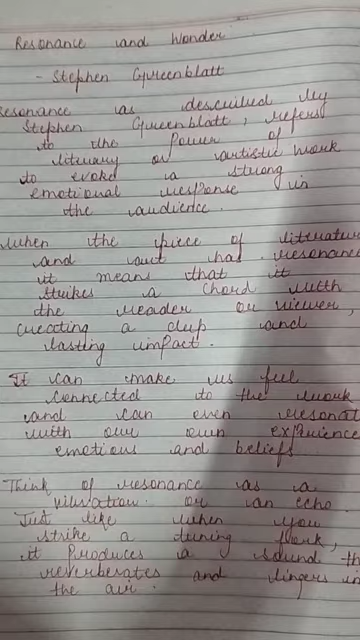 Resonance and Wonder
- Stephen Greenblatt
Resonance as described by
Stephen Greenblatt, refers
to the Power of
literary or artistic work
to evoke a strong
emotional response in
the audience.
When the piece of literature
and art has resonance
it means that it
strikes a chord with
the reader or viewer,
creating a deep and
lasting impact.
It can make us feel
connected to the work
and can even resonat
with our own experience
emotions and beliefs
Think of resonance as a
vibration. or an echo.
Just like when you
strike a tuning fork,
it Produces a sound th
reverberates and lingers in
the air.